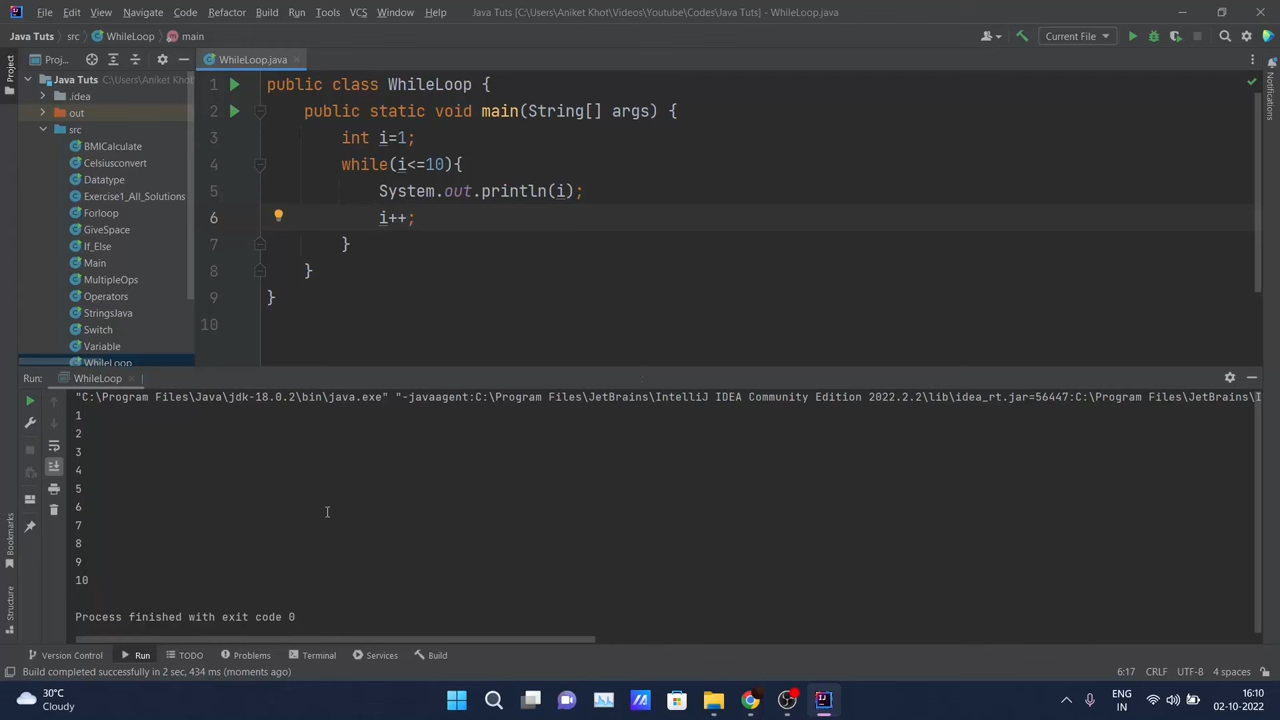 File Edit View Navigate Code Refactor Build Run Tools VCS Window Help Java Tuts [C:\Users\Aniket Khot\Videos\Youtube\Codes\Java Tuts] - WhileLoop.java
Java Tuts src WhileLoop main Current File
Project
Proj...
WhileLoop.java
Notifications
Java Tuts C:\Users\Aniket Khot
.idea
out
src
BMICalculate
Celsiusconvert
Datatype
Exercise1_All_Solutions
Forloop
GiveSpace
If_Else
Main
MultipleOps
Operators
StringsJava
Switch
Variable
WhileLoop
1 public class WhileLoop {
2 public static void main(String[] args) {
3 int i=1;
4 while(i<=10){
5 System.out.println(i);
6 i++;
7 }
8 }
9 }
10
Run: WhileLoop
"C:\Program Files\Java\jdk-18.0.2\bin\java.exe" "-javaagent:C:\Program Files\JetBrains\IntelliJ IDEA Community Edition 2022.2.2\lib\idea_rt.jar=56447:C:\Program Files\JetBrains\I
1
2
3
4
5
6
7
8
9
10
Process finished with exit code 0
Bookmarks
Structure
Version Control Run TODO Problems Terminal Services Build
Build completed successfully in 2 sec, 434 ms (moments ago) 6:17 CRLF UTF-8 4 spaces
30°C
Cloudy
ENG
IN
16:10
02-10-2022